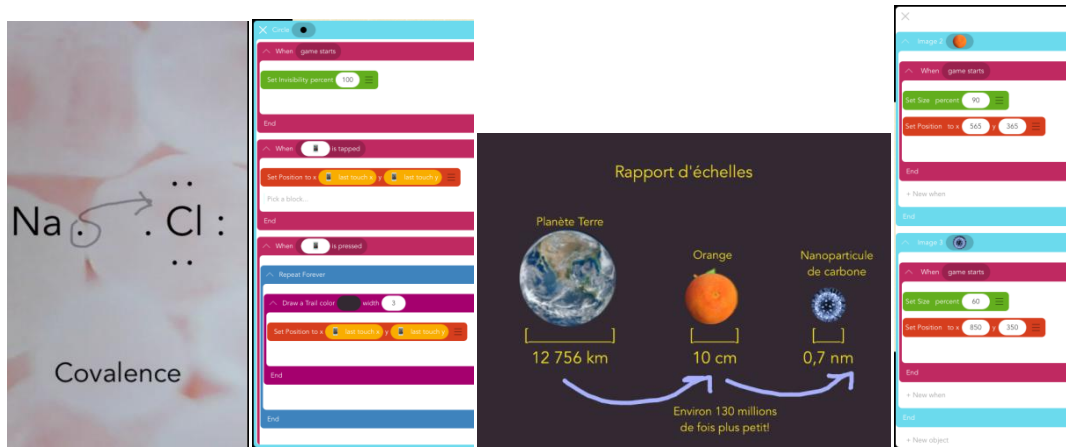 Na . . Cl :
Covalence
Circle
When game starts
Set Invisibility percent 100
End
When is tapped
Set Position to x last touch x y last touch y
Pick a block...
End
When is pressed
Repeat Forever
Draw a Trail color width 3
Set Position to x last touch x y last touch y
End
End
Rapport d'échelles
Planète Terre
Orange
Nanoparticule
de carbone
12 756 km
10 cm
0,7 nm
Environ 130 millions
de fois plus petit!
Image 2
When game starts
Set Size percent 90
Set Position to x 565 y 365
End
+ New when
End
Image 3
When game starts
Set Size percent 60
Set Position to x 850 y 350
End
+ New when
End
+ New object